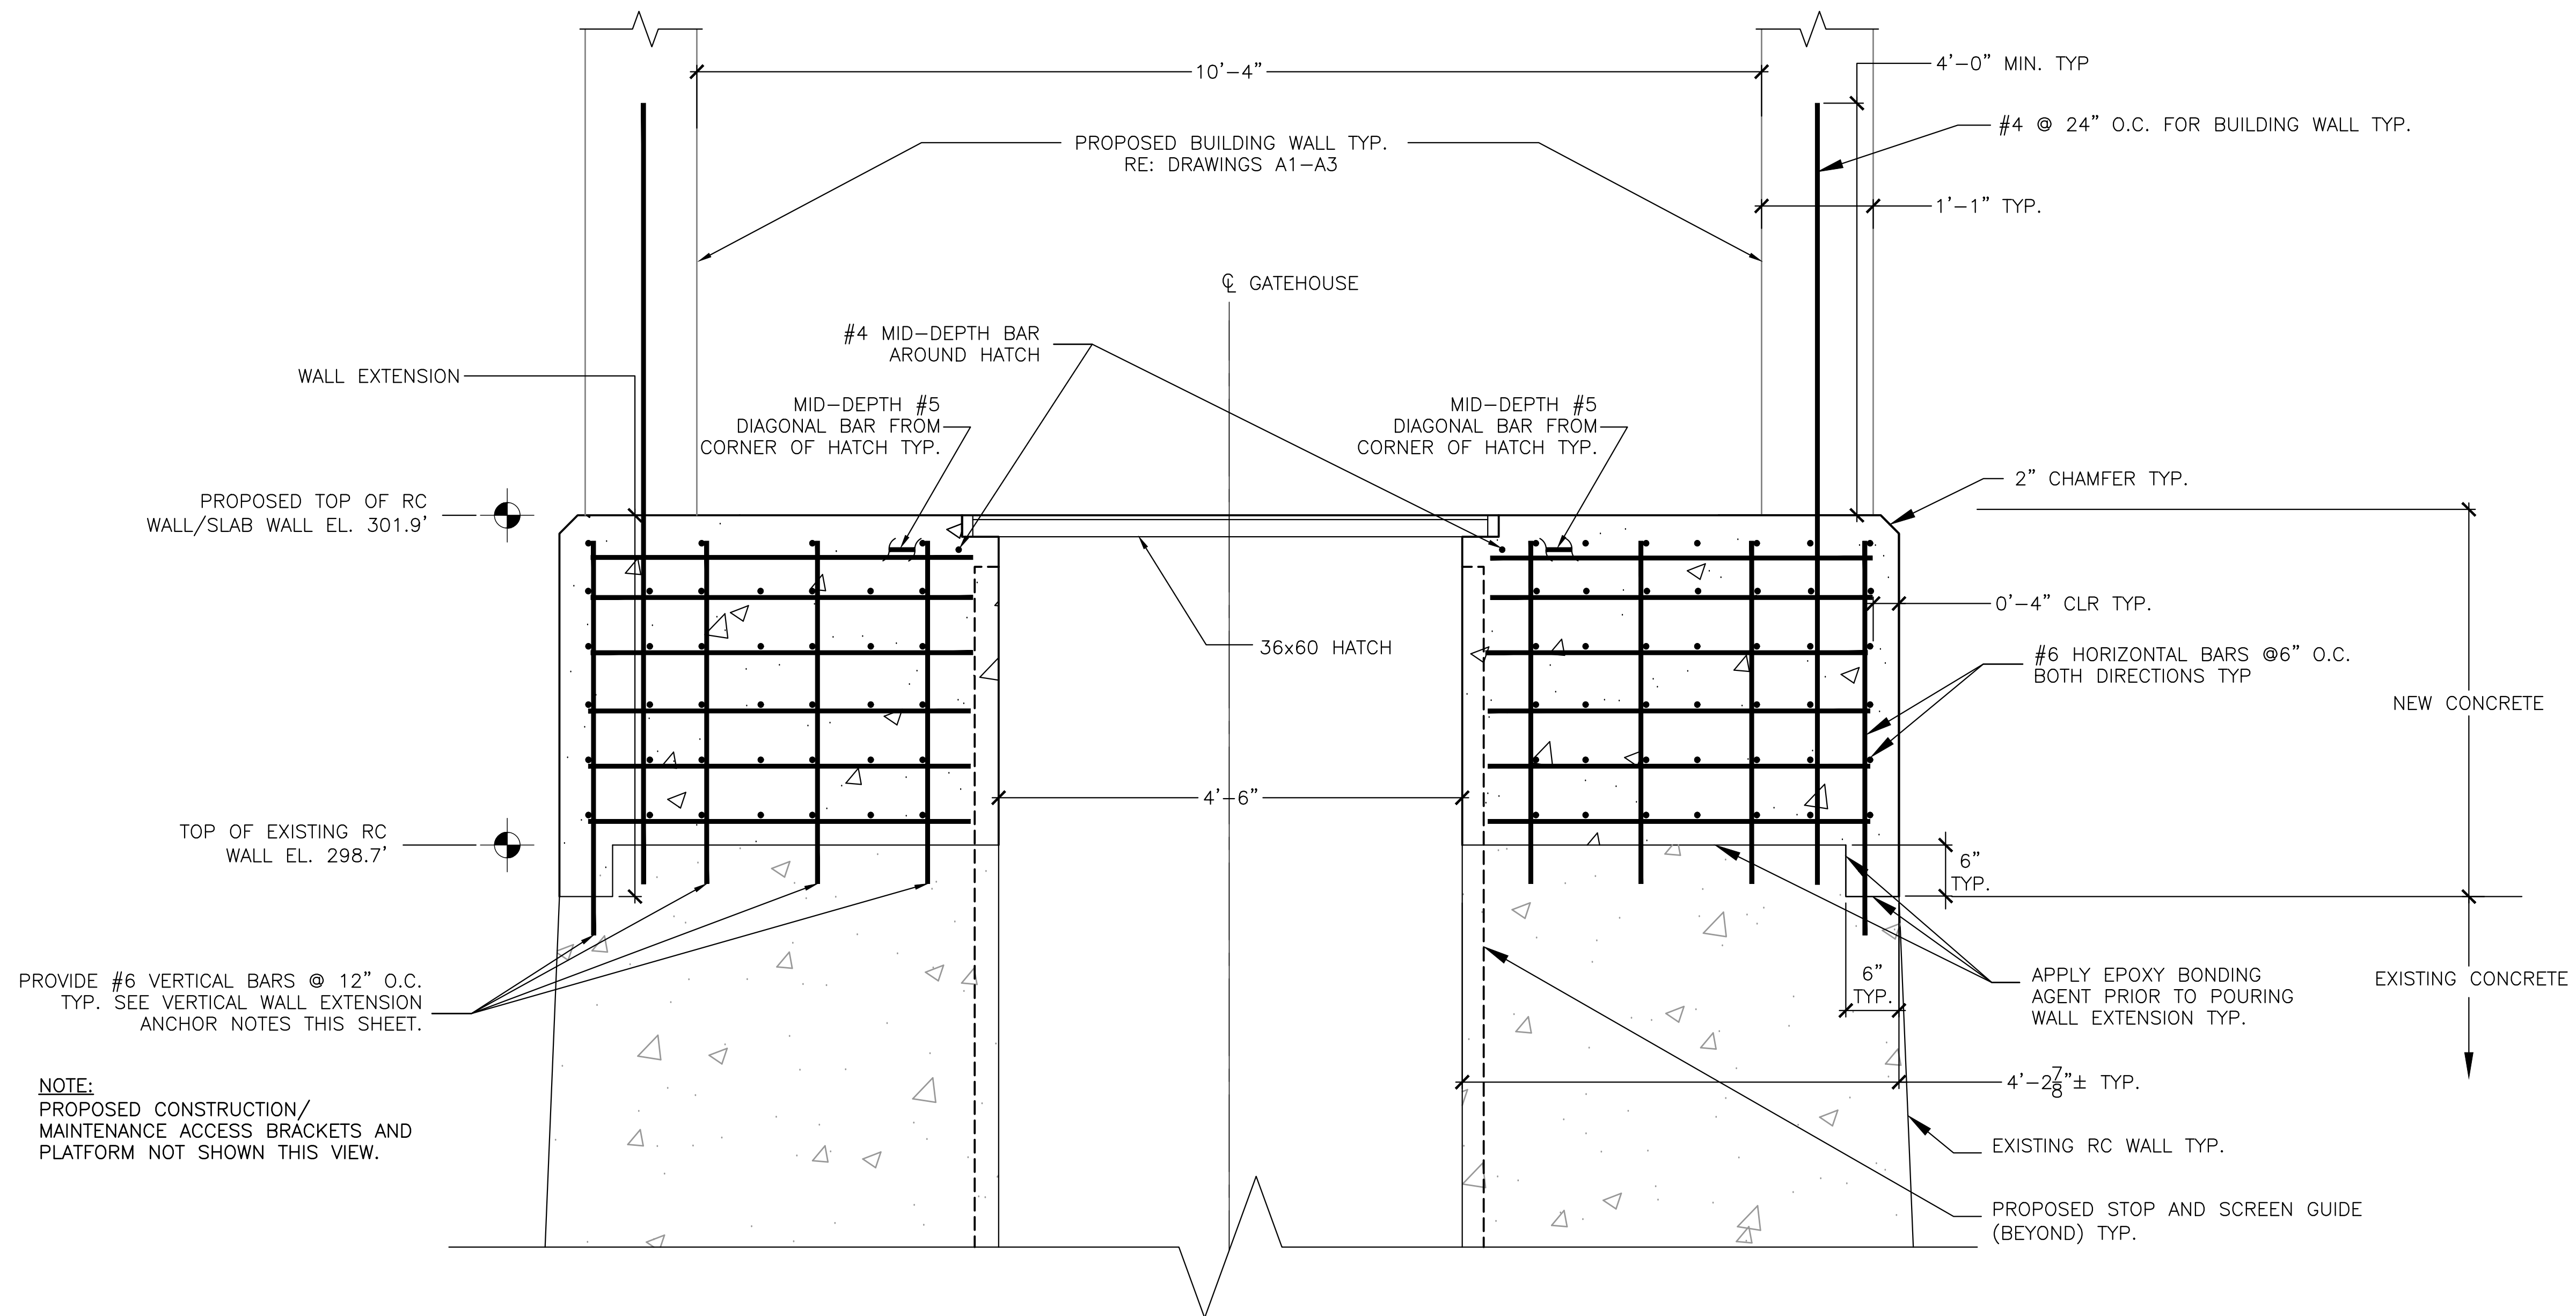 10'-4"
4'-0" MIN. TYP
#4 @ 24" O.C. FOR BUILDING WALL TYP.
PROPOSED BUILDING WALL TYP.
RE: DRAWINGS A1-A3
1'-1" TYP.
℄ GATEHOUSE
#4 MID-DEPTH BAR
AROUND HATCH
WALL EXTENSION
MID-DEPTH #5
DIAGONAL BAR FROM
CORNER OF HATCH TYP.
MID-DEPTH #5
DIAGONAL BAR FROM
CORNER OF HATCH TYP.
2" CHAMFER TYP.
PROPOSED TOP OF RC
WALL/SLAB WALL EL. 301.9'
0'-4" CLR TYP.
36x60 HATCH
#6 HORIZONTAL BARS @6" O.C.
BOTH DIRECTIONS TYP
NEW CONCRETE
4'-6"
TOP OF EXISTING RC
WALL EL. 298.7'
6"
TYP.
PROVIDE #6 VERTICAL BARS @ 12" O.C.
TYP. SEE VERTICAL WALL EXTENSION
ANCHOR NOTES THIS SHEET.
6"
TYP.
APPLY EPOXY BONDING
AGENT PRIOR TO POURING
WALL EXTENSION TYP.
EXISTING CONCRETE
4'-2⅞"± TYP.
NOTE:
PROPOSED CONSTRUCTION/
MAINTENANCE ACCESS BRACKETS AND
PLATFORM NOT SHOWN THIS VIEW.
EXISTING RC WALL TYP.
PROPOSED STOP AND SCREEN GUIDE
(BEYOND) TYP.